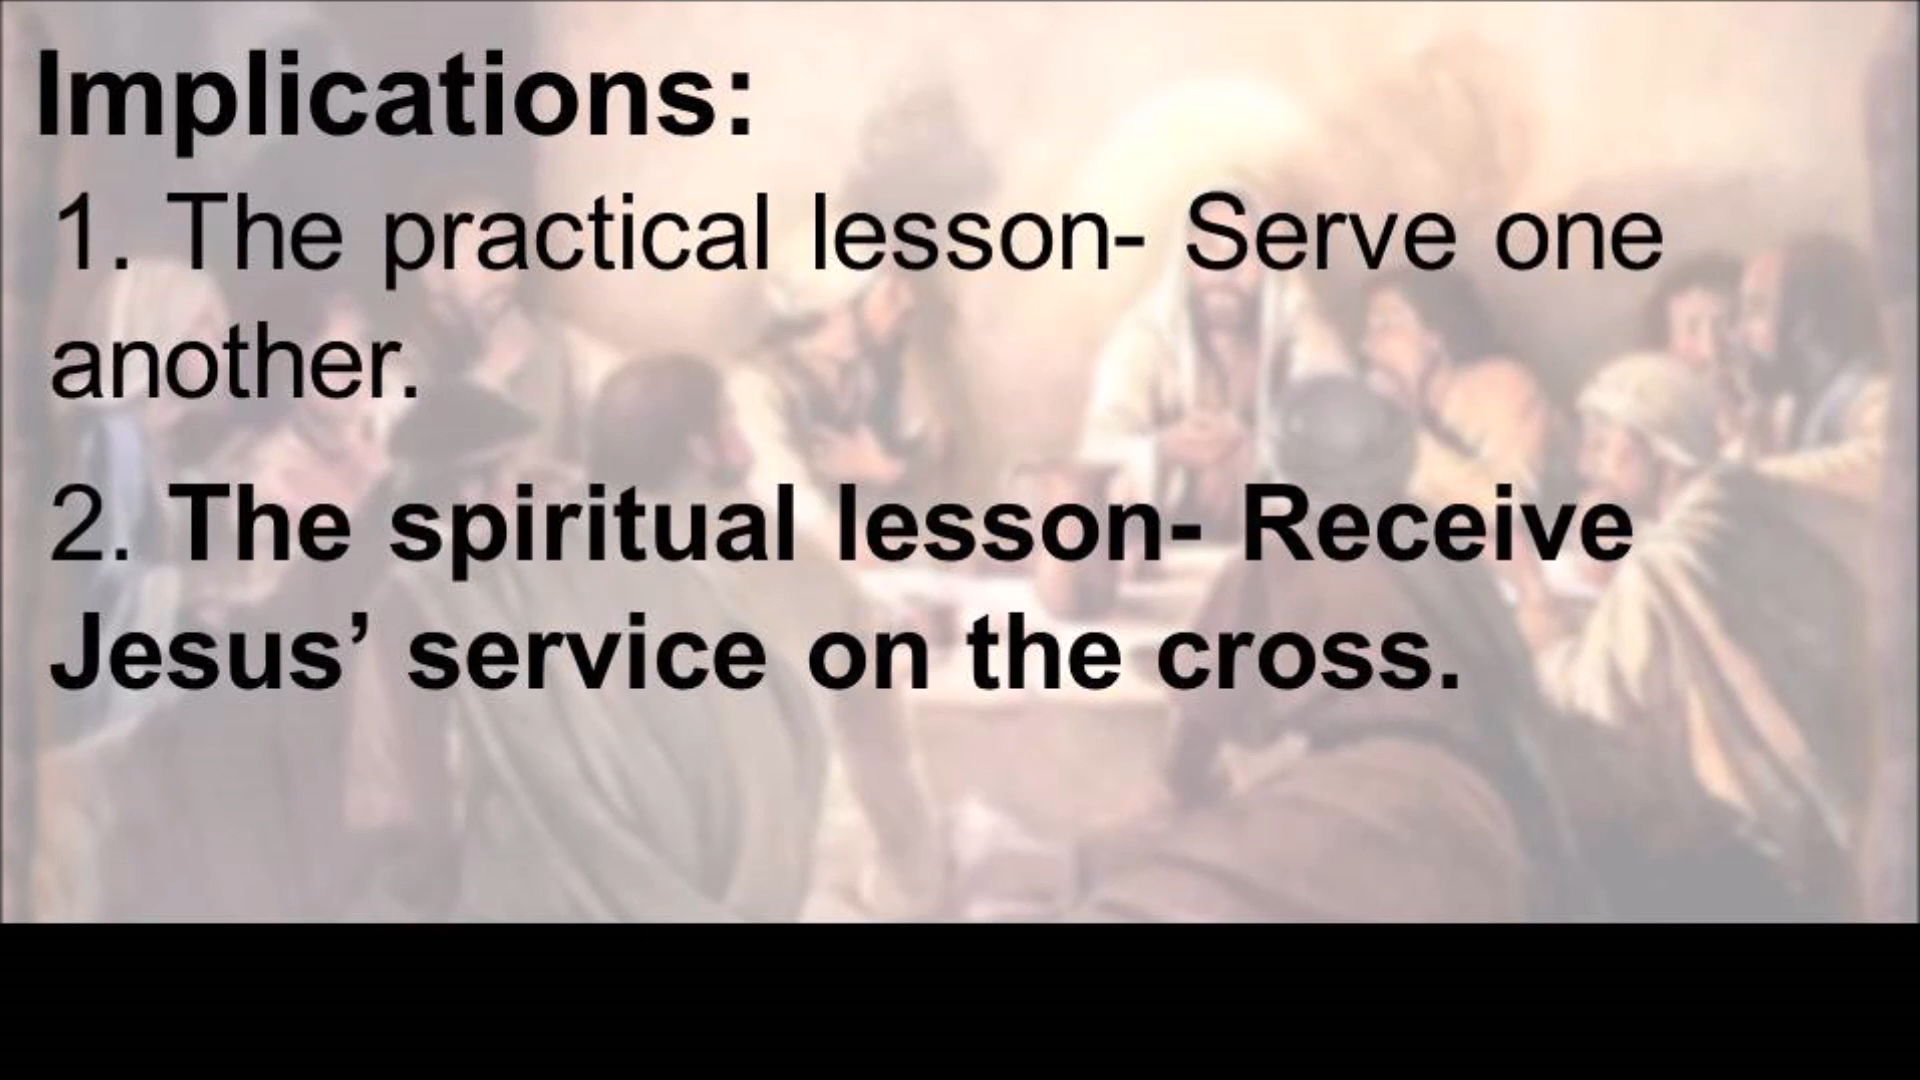 Implications:
1. The practical lesson- Serve one
another.
2. The spiritual lesson- Receive
Jesus’ service on the cross.